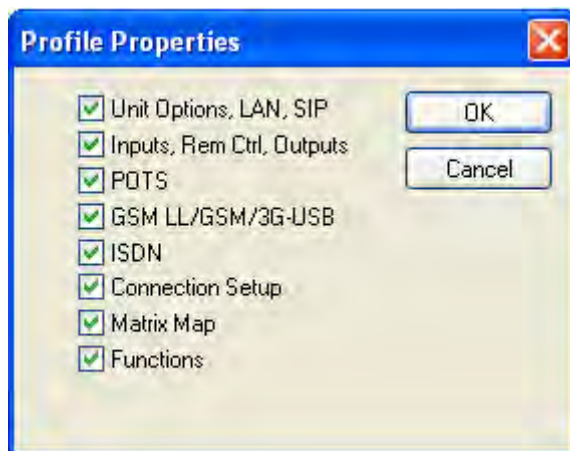 Profile Properties
Unit Options, LAN, SIP
OK
Inputs, Rem Ctrl, Outputs
POTS
Cancel
GSM LL/GSM/3G-USB
ISDN
Connection Setup
Matrix Map
Functions